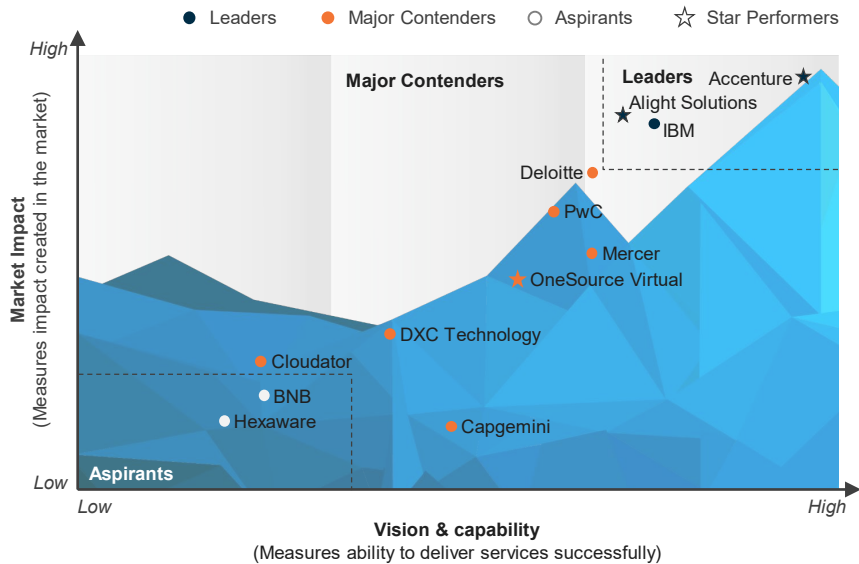 Leaders
Major Contenders
Aspirants
Star Performers
High
Major Contenders
Leaders
Accenture
Alight Solutions
IBM
Deloitte
PwC
Mercer
OneSource Virtual
DXC Technology
Cloudator
BNB
Hexaware
Capgemini
Aspirants
Market Impact
(Measures impact created in the market)
Low
Low
High
Vision & capability
(Measures ability to deliver services successfully)